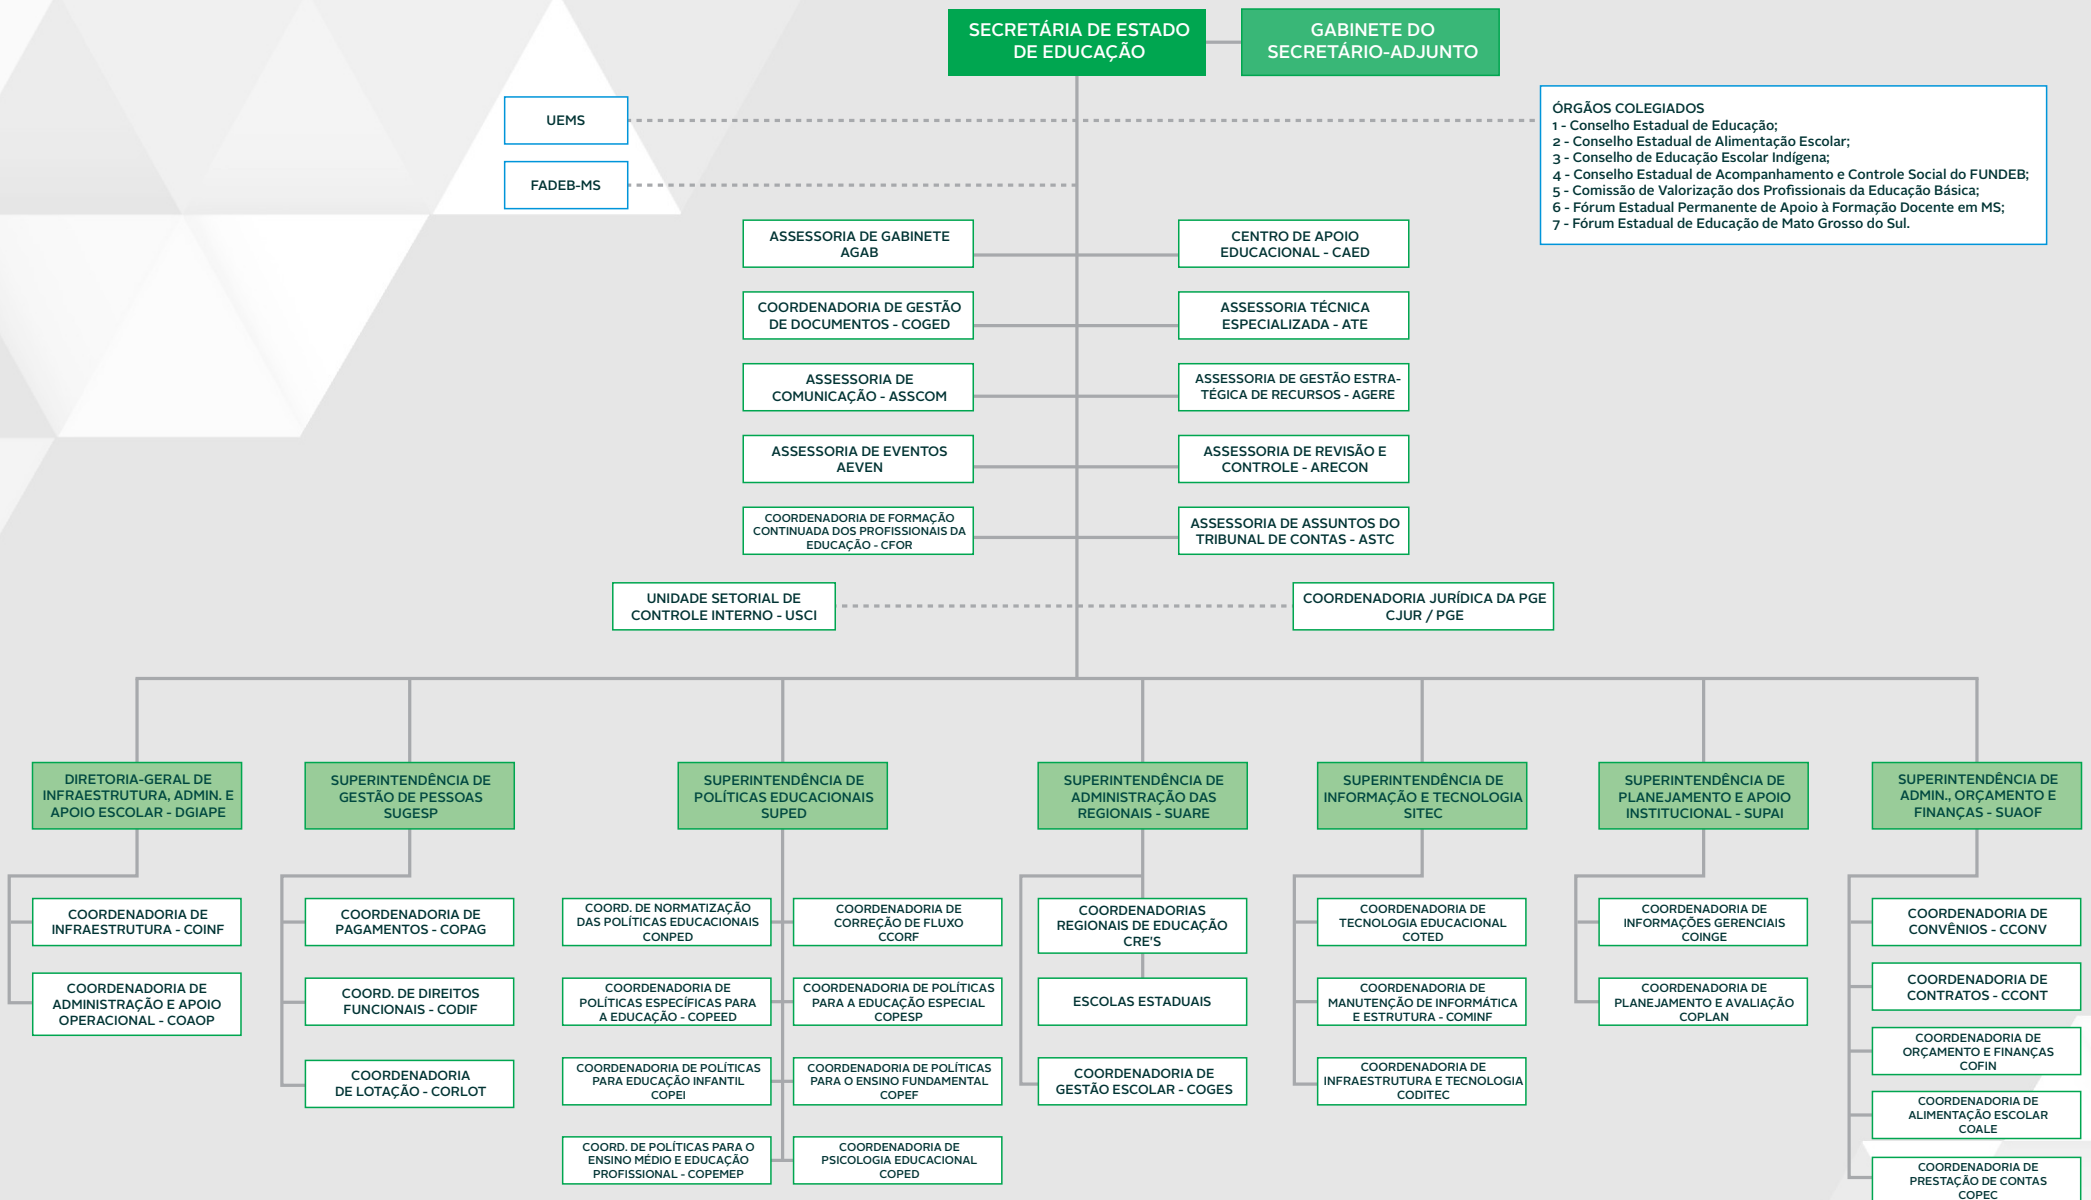 SECRETÁRIA DE ESTADO
DE EDUCAÇÃO
GABINETE DO
SECRETÁRIO-ADJUNTO
UEMS
FADEB-MS
ÓRGÃOS COLEGIADOS
1 - Conselho Estadual de Educação;
2 - Conselho Estadual de Alimentação Escolar;
3 - Conselho de Educação Escolar Indígena;
4 - Conselho Estadual de Acompanhamento e Controle Social do FUNDEB;
5 - Comissão de Valorização dos Profissionais da Educação Básica;
6 - Fórum Estadual Permanente de Apoio à Formação Docente em MS;
7 - Fórum Estadual de Educação de Mato Grosso do Sul.
ASSESSORIA DE GABINETE
AGAB
CENTRO DE APOIO
EDUCACIONAL - CAED
COORDENADORIA DE GESTÃO
DE DOCUMENTOS - COGED
ASSESSORIA TÉCNICA
ESPECIALIZADA - ATE
ASSESSORIA DE
COMUNICAÇÃO - ASSCOM
ASSESSORIA DE GESTÃO ESTRA-
TÉGICA DE RECURSOS - AGERE
ASSESSORIA DE EVENTOS
AEVEN
ASSESSORIA DE REVISÃO E
CONTROLE - ARECON
COORDENADORIA DE FORMAÇÃO
CONTINUADA DOS PROFISSIONAIS DA
EDUCAÇÃO - CFOR
ASSESSORIA DE ASSUNTOS DO
TRIBUNAL DE CONTAS - ASTC
UNIDADE SETORIAL DE
CONTROLE INTERNO - USCI
COORDENADORIA JURÍDICA DA PGE
CJUR / PGE
DIRETORIA-GERAL DE
INFRAESTRUTURA, ADMIN. E
APOIO ESCOLAR - DGIAPE
SUPERINTENDÊNCIA DE
GESTÃO DE PESSOAS
SUGESP
SUPERINTENDÊNCIA DE
POLÍTICAS EDUCACIONAIS
SUPED
SUPERINTENDÊNCIA DE
ADMINISTRAÇÃO DAS
REGIONAIS - SUARE
SUPERINTENDÊNCIA DE
INFORMAÇÃO E TECNOLOGIA
SITEC
SUPERINTENDÊNCIA DE
PLANEJAMENTO E APOIO
INSTITUCIONAL - SUPAI
SUPERINTENDÊNCIA DE
ADMIN., ORÇAMENTO E
FINANÇAS - SUAOF
COORDENADORIA DE
INFRAESTRUTURA - COINF
COORDENADORIA DE
ADMINISTRAÇÃO E APOIO
OPERACIONAL - COAOP
COORDENADORIA DE
PAGAMENTOS - COPAG
COORD. DE DIREITOS
FUNCIONAIS - CODIF
COORDENADORIA
DE LOTAÇÃO - CORLOT
COORD. DE NORMATIZAÇÃO
DAS POLÍTICAS EDUCACIONAIS
CONPED
COORDENADORIA DE
CORREÇÃO DE FLUXO
CCORF
COORDENADORIA DE
POLÍTICAS ESPECÍFICAS PARA
A EDUCAÇÃO - COPEED
COORDENADORIA DE POLÍTICAS
PARA A EDUCAÇÃO ESPECIAL
COPESP
COORDENADORIA DE POLÍTICAS
PARA EDUCAÇÃO INFANTIL
COPEI
COORDENADORIA DE POLÍTICAS
PARA O ENSINO FUNDAMENTAL
COPEF
COORD. DE POLÍTICAS PARA O
ENSINO MÉDIO E EDUCAÇÃO
PROFISSIONAL - COPEMEP
COORDENADORIA DE
PSICOLOGIA EDUCACIONAL
COPED
COORDENADORIAS
REGIONAIS DE EDUCAÇÃO
CRE'S
ESCOLAS ESTADUAIS
COORDENADORIA DE
GESTÃO ESCOLAR - COGES
COORDENADORIA DE
TECNOLOGIA EDUCACIONAL
COTED
COORDENADORIA DE
MANUTENÇÃO DE INFORMÁTICA
E ESTRUTURA - COMINF
COORDENADORIA DE
INFRAESTRUTURA E TECNOLOGIA
CODITEC
COORDENADORIA DE
INFORMAÇÕES GERENCIAIS
COINGE
COORDENADORIA DE
PLANEJAMENTO E AVALIAÇÃO
COPLAN
COORDENADORIA DE
CONVÊNIOS - CCONV
COORDENADORIA DE
CONTRATOS - CCONT
COORDENADORIA DE
ORÇAMENTO E FINANÇAS
COFIN
COORDENADORIA DE
ALIMENTAÇÃO ESCOLAR
COALE
COORDENADORIA DE
PRESTAÇÃO DE CONTAS
COPEC